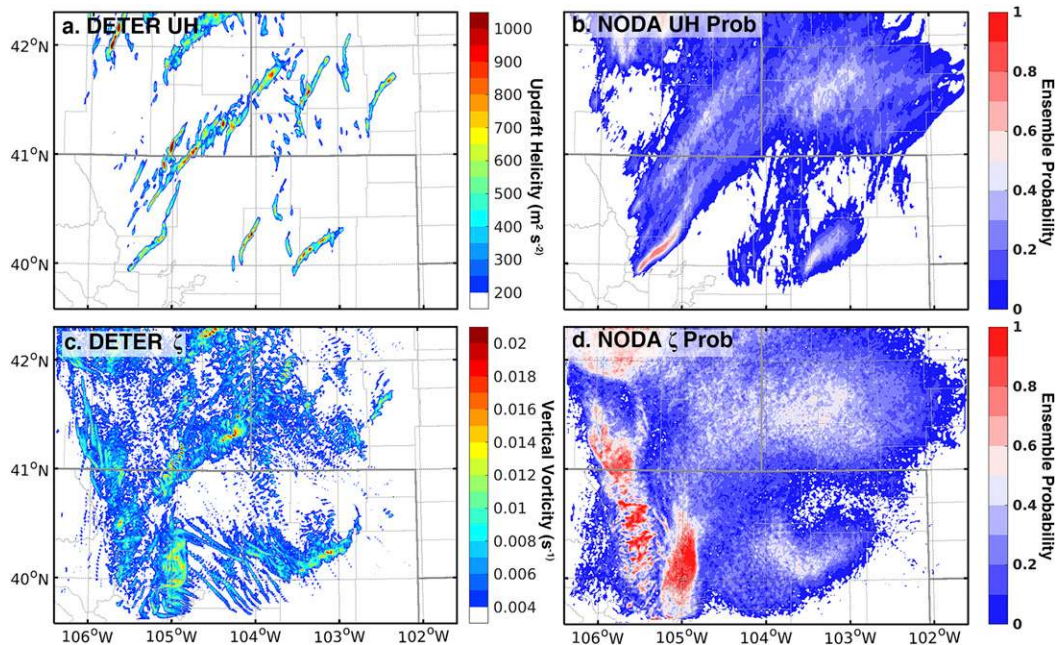 a. DETER UH
42°N
41°N
40°N
1000
900
800
700
600
500
400
300
200
Updraft Helicity (m² s⁻²)
b. NODA UH Prob
1
0.8
0.6
0.4
0.2
0
Ensemble Probability
c. DETER ζ
42°N
41°N
40°N
106°W
105°W
104°W
103°W
102°W
0.02
0.018
0.016
0.014
0.012
0.010
0.008
0.006
0.004
Vertical Vorticity (s⁻¹)
d. NODA ζ Prob
106°W
105°W
104°W
103°W
102°W
1
0.8
0.6
0.4
0.2
0
Ensemble Probability